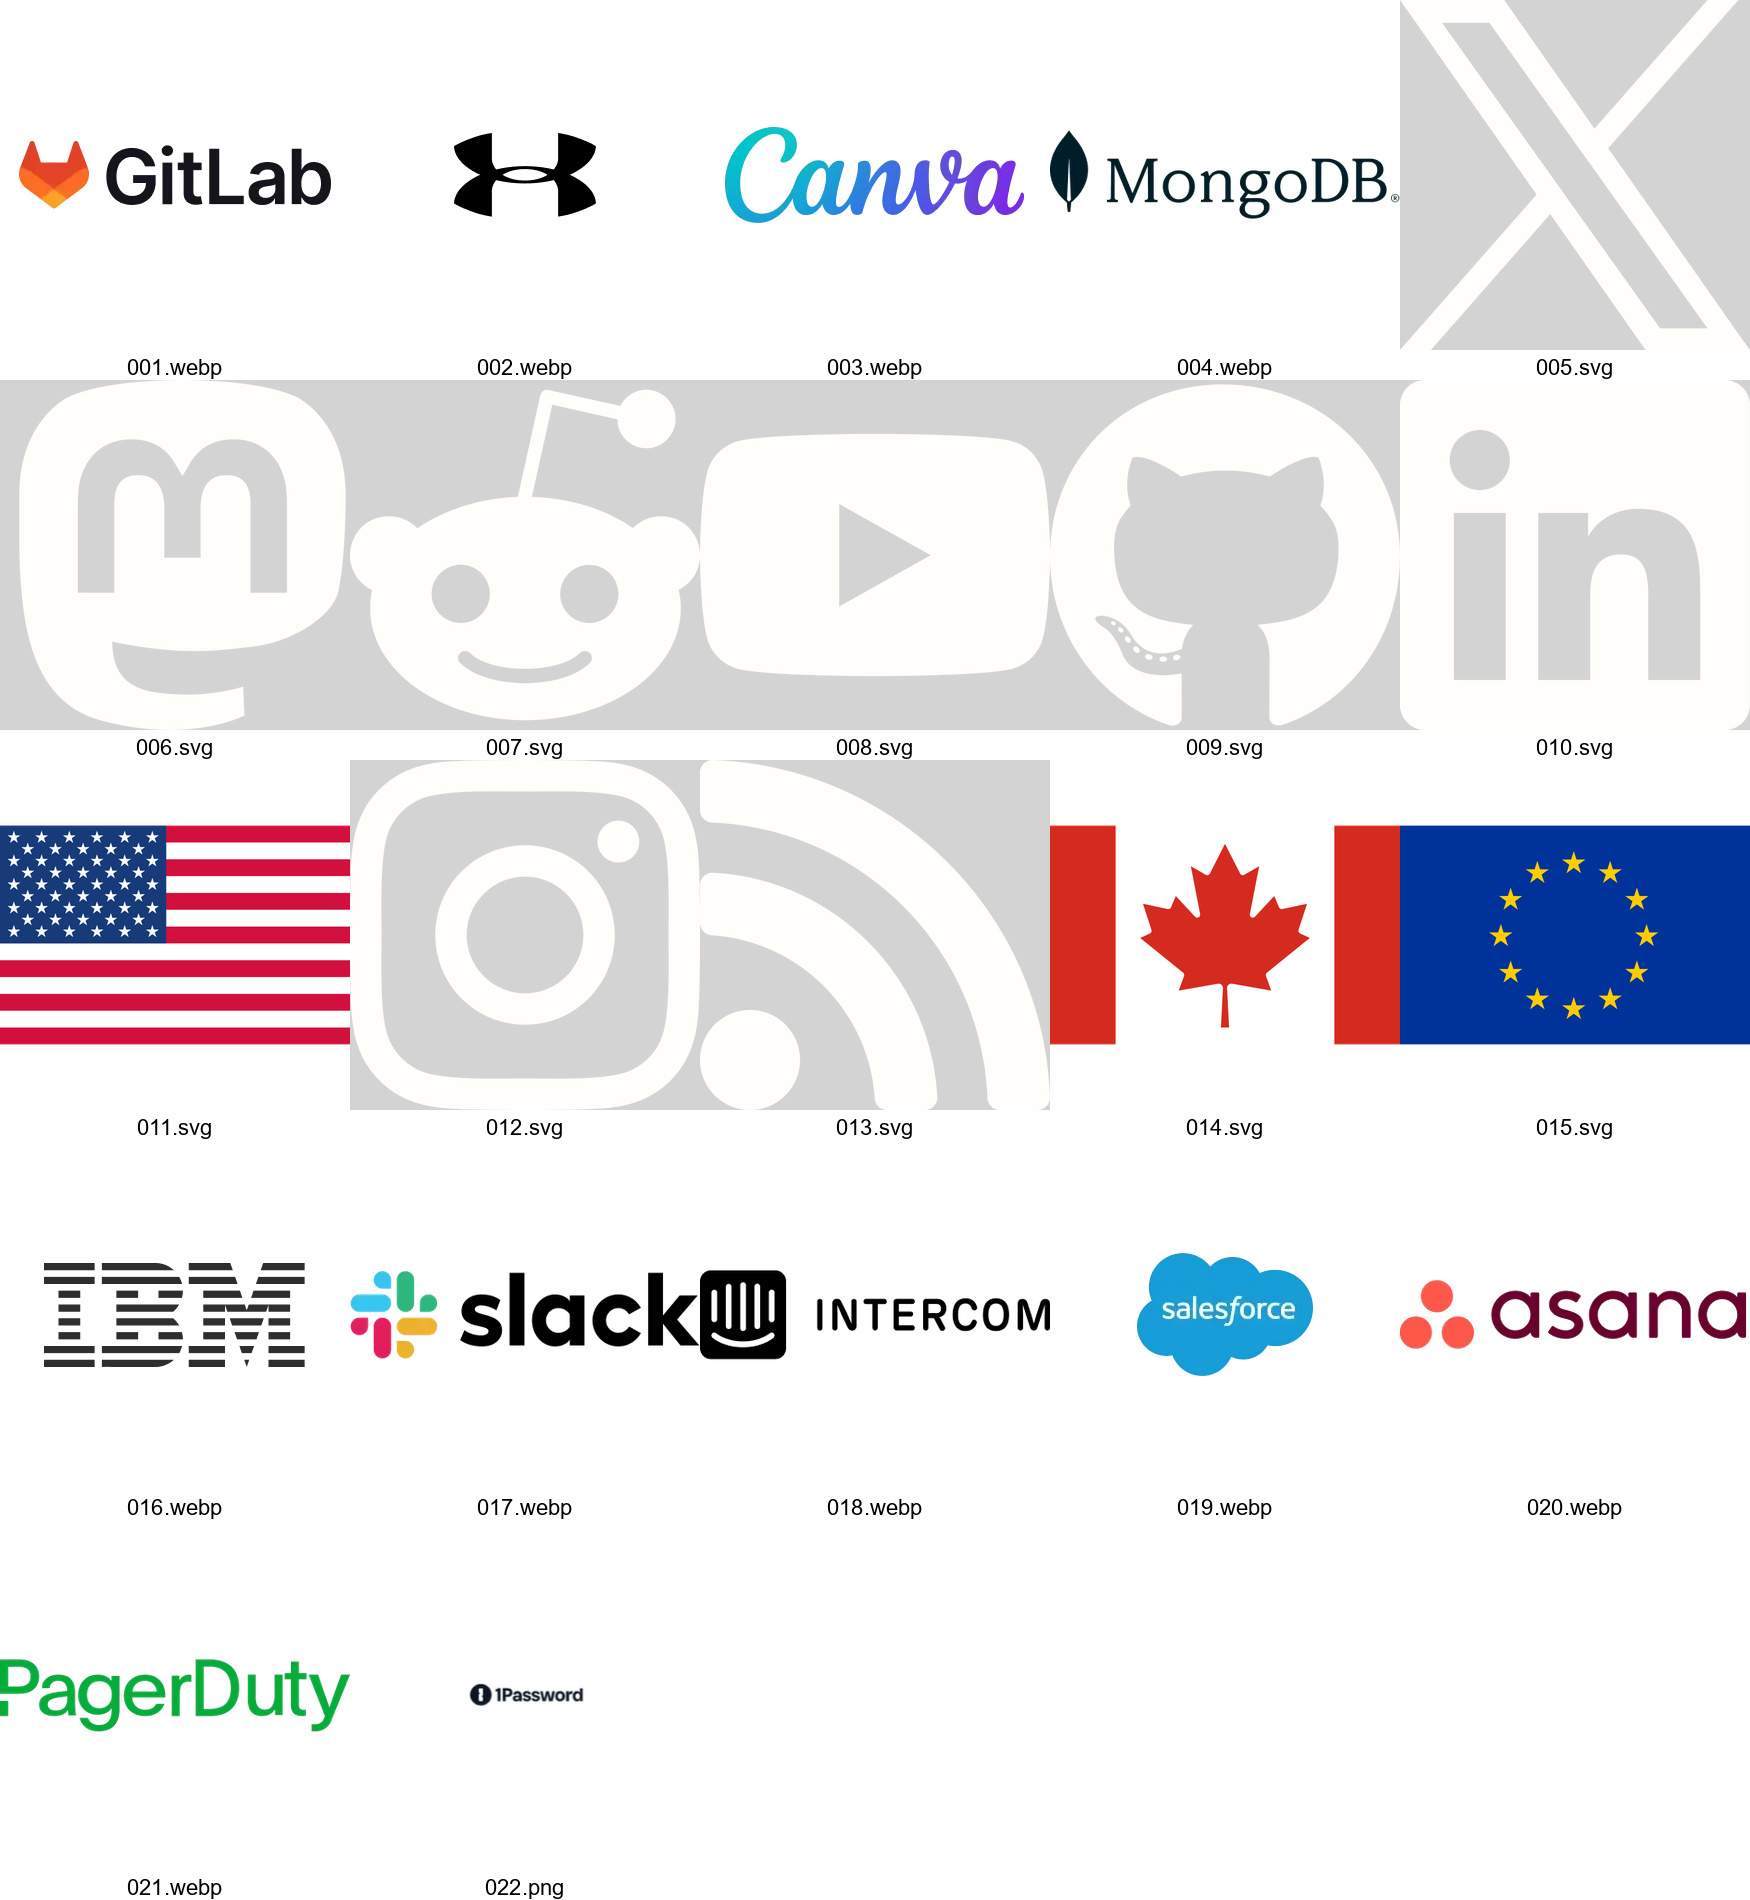 GitLab
Canva
MongoDB®
X
001.webp
002.webp
003.webp
004.webp
005.svg
m
in
006.svg
007.svg
008.svg
009.svg
010.svg
011.svg
012.svg
013.svg
014.svg
015.svg
IBM
slack
INTERCOM
salesforce
asana
016.webp
017.webp
018.webp
019.webp
020.webp
PagerDuty
1Password
021.webp
022.png